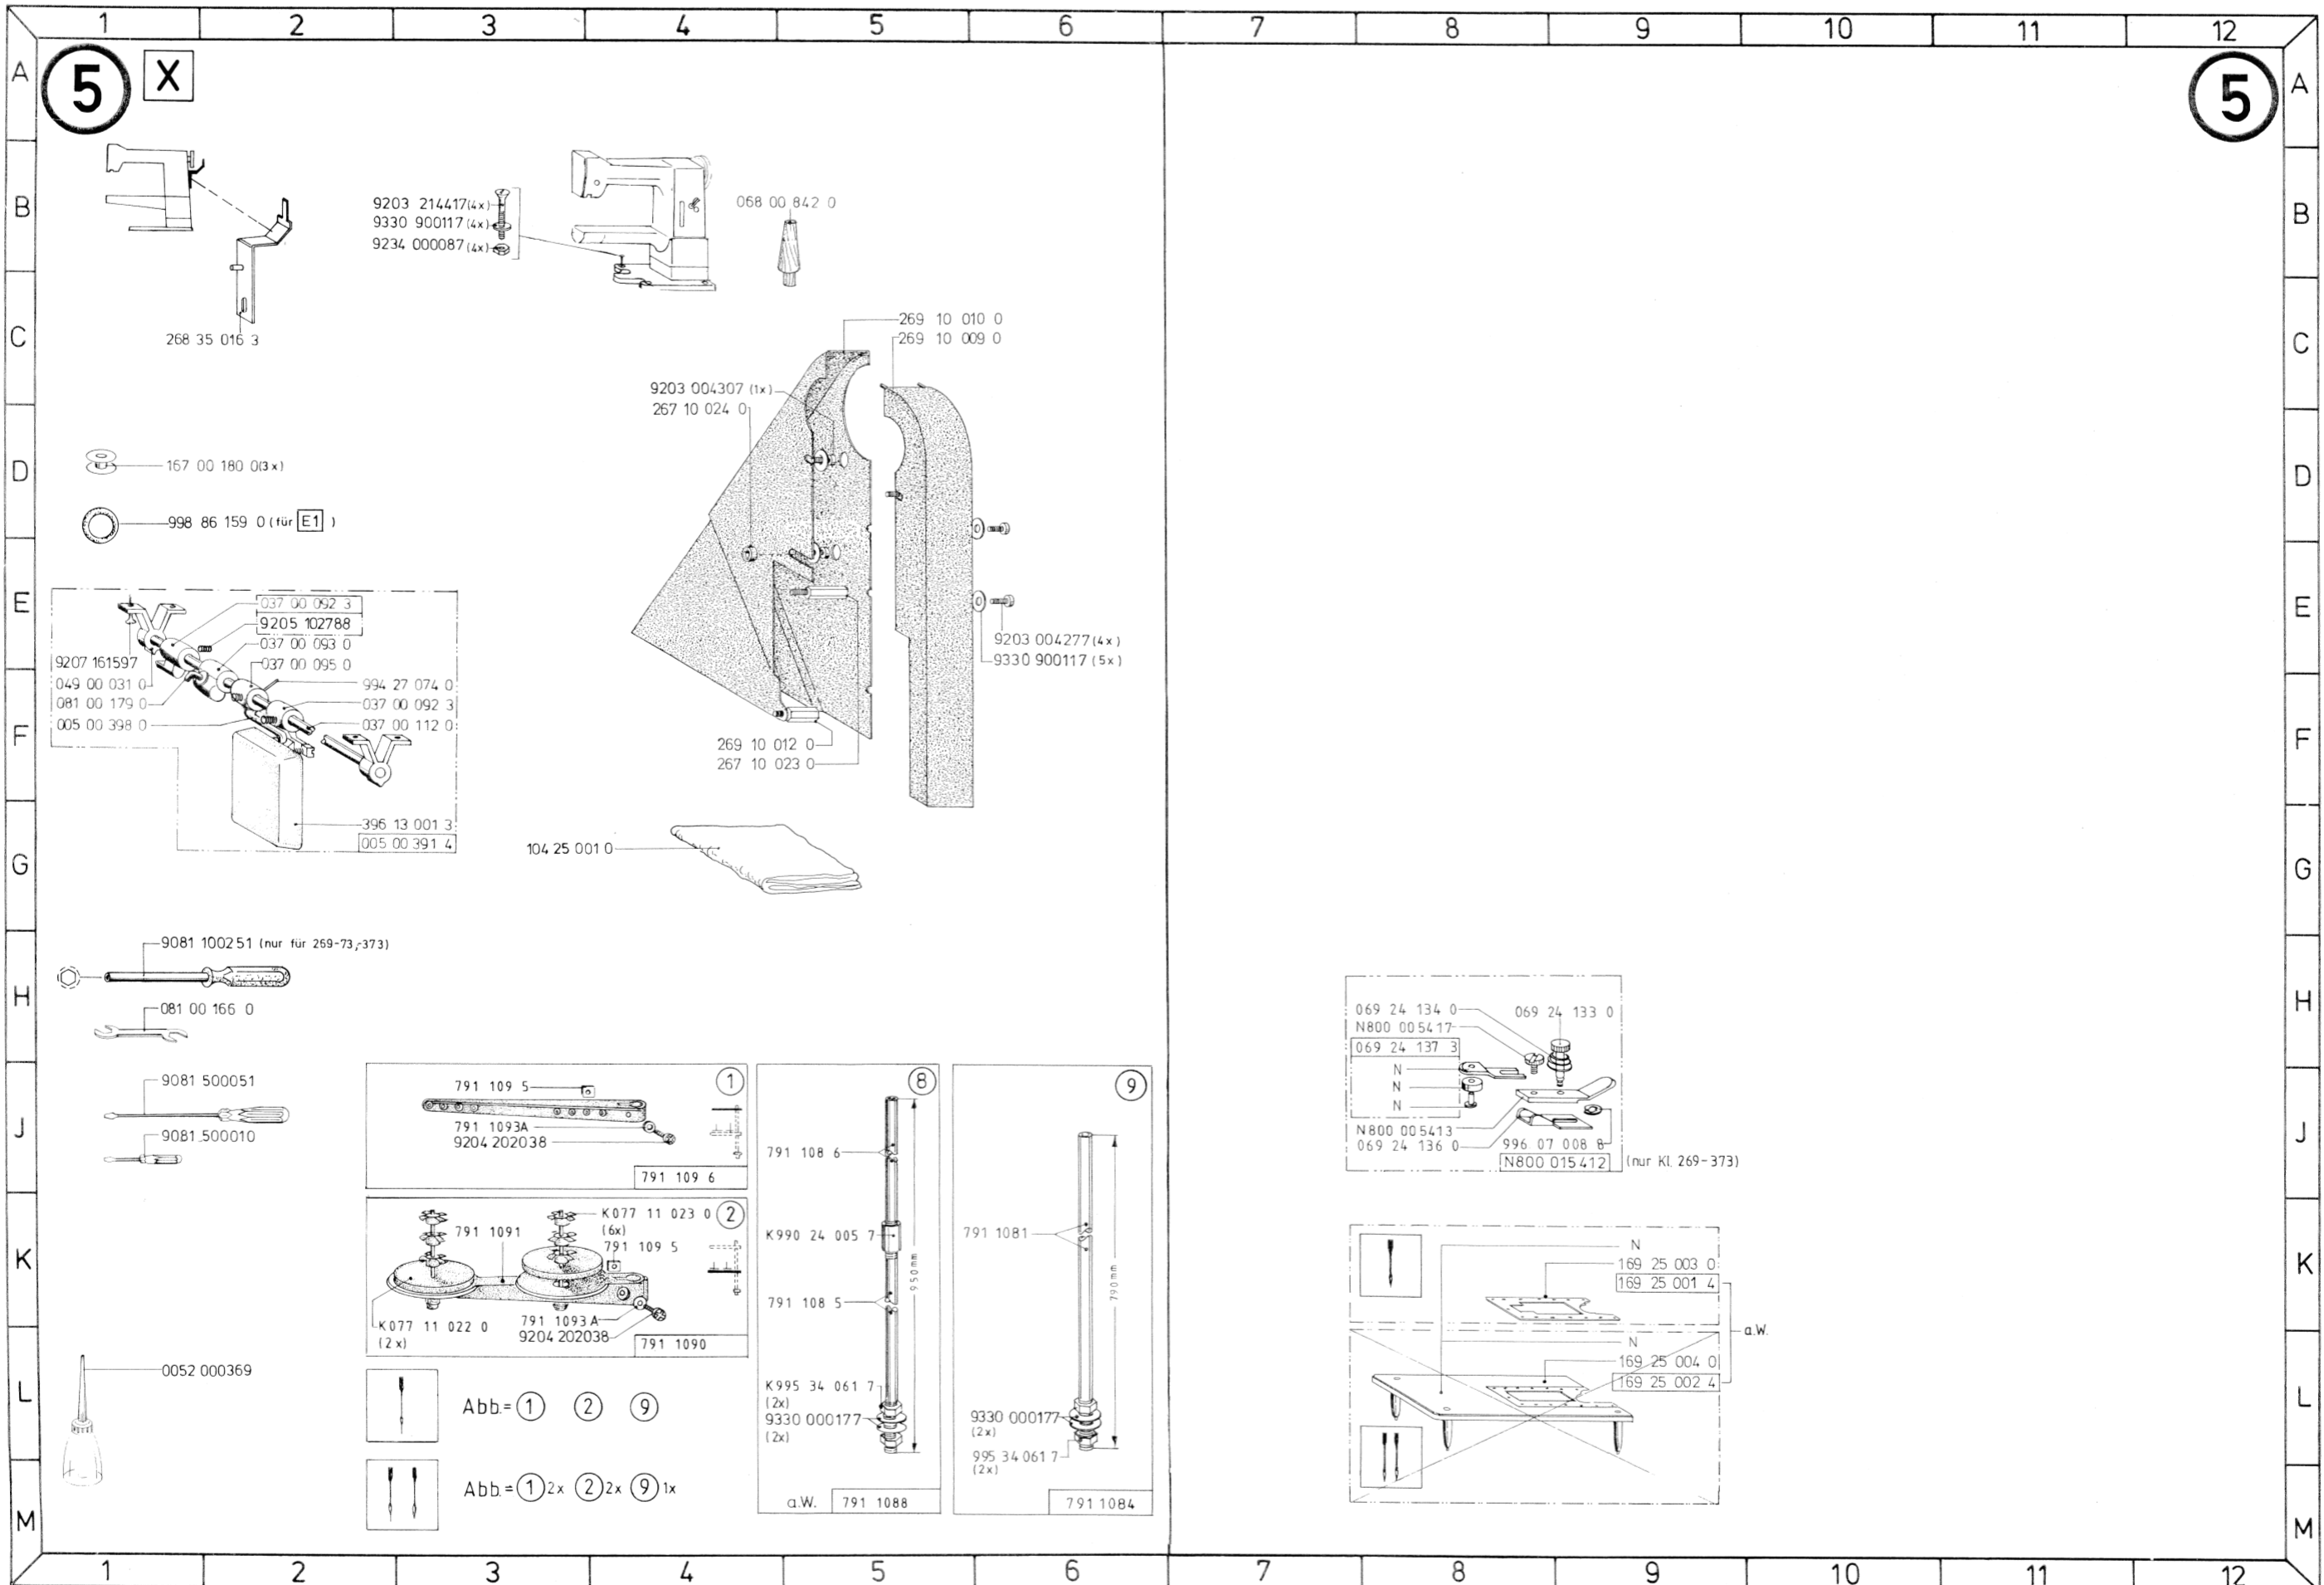 1 2 3 4 5 6 7 8 9 10 11 12
A A
5 X 5
B B
9203 214417(4x)
9330 900117(4x)
9234 000087(4x)
068 00 842 0
C C
268 35 016 3
269 10 010 0
269 10 009 0
9203 004307 (1x)
267 10 024 0
D D
167 00 180 0(3x)
998 86 159 0 (für E1 )
E E
037 00 092 3
9205 102788
037 00 093 0
037 00 095 0
9207 161597
049 00 031 0
081 00 179 0
005 00 398 0
994 27 074 0
037 00 092 3
037 00 112 0
9203 004277(4x)
9330 900117(5x)
F F
269 10 012 0
267 10 023 0
396 13 001 3
005 00 391 4
104 25 001 0
G G
9081 100251 (nur für 269-73,-373)
H H
081 00 166 0
069 24 134 0
069 24 133 0
N800 005417
069 24 137 3
N
N
N
N800 005413
069 24 136 0
996 07 008 8
N800 015412 (nur Kl. 269-373)
9081 500051
J J
9081 500010
791 109 5
1
791 1093A
9204 202038
791 109 6
8
791 108 6
950mm
K990 24 005 7
791 108 5
K995 34 061 7
(2x)
9330 000177
(2x)
a.W. 791 1088
9
791 1081
790mm
9330 000177
(2x)
995 34 061 7
(2x)
791 1084
K K
K077 11 023 0
(6x)
2
791 1091
791 109 5
K077 11 022 0
(2x)
791 1093A
9204 202038
791 1090
N
169 25 003 0
169 25 001 4
a.W.
N
169 25 004 0
169 25 002 4
L L
0052 000369
Abb.= 1 2 9
Abb.= 1 2x 2 2x 9 1x
M M
1 2 3 4 5 6 7 8 9 10 11 12